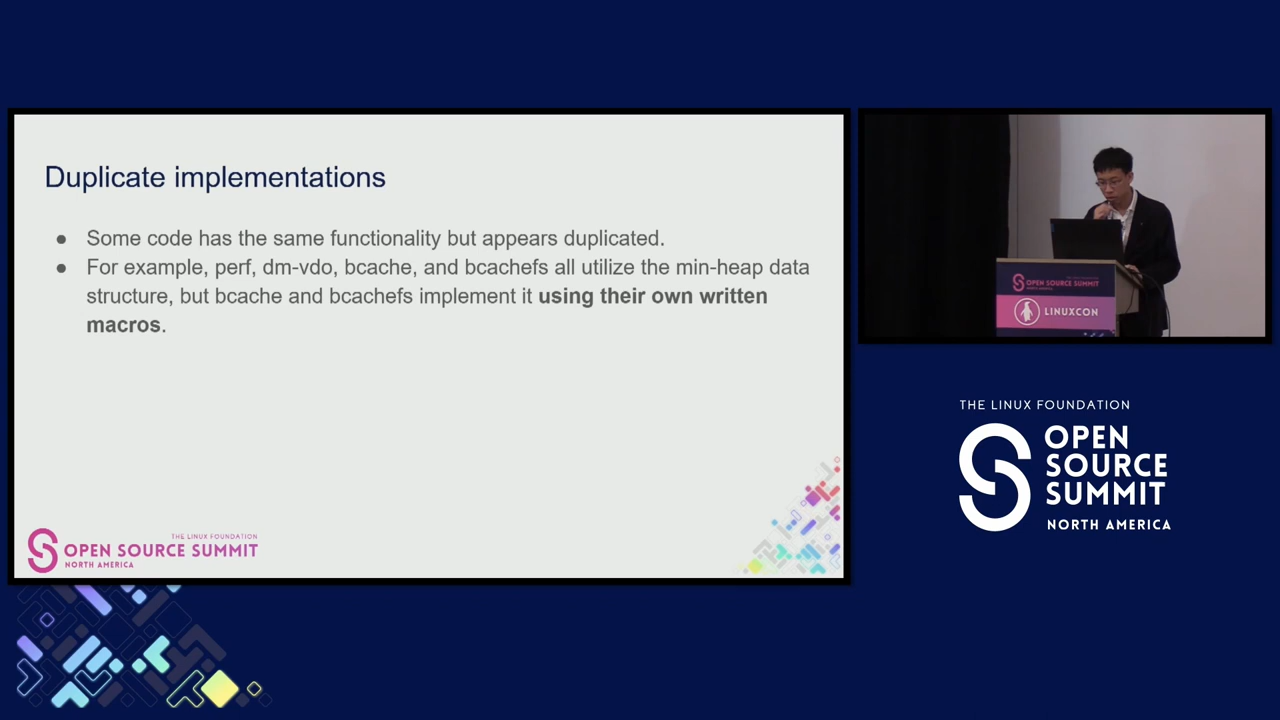 Duplicate implementations
● Some code has the same functionality but appears duplicated.
● For example, perf, dm-vdo, bcache, and bcachefs all utilize the min-heap data
structure, but bcache and bcachefs implement it using their own written
macros.
THE LINUX FOUNDATION
OPEN SOURCE SUMMIT
NORTH AMERICA
OPEN SOURCE SUMMIT
LINUXCON
THE LINUX FOUNDATION
OPEN
SOURCE
SUMMIT
NORTH AMERICA